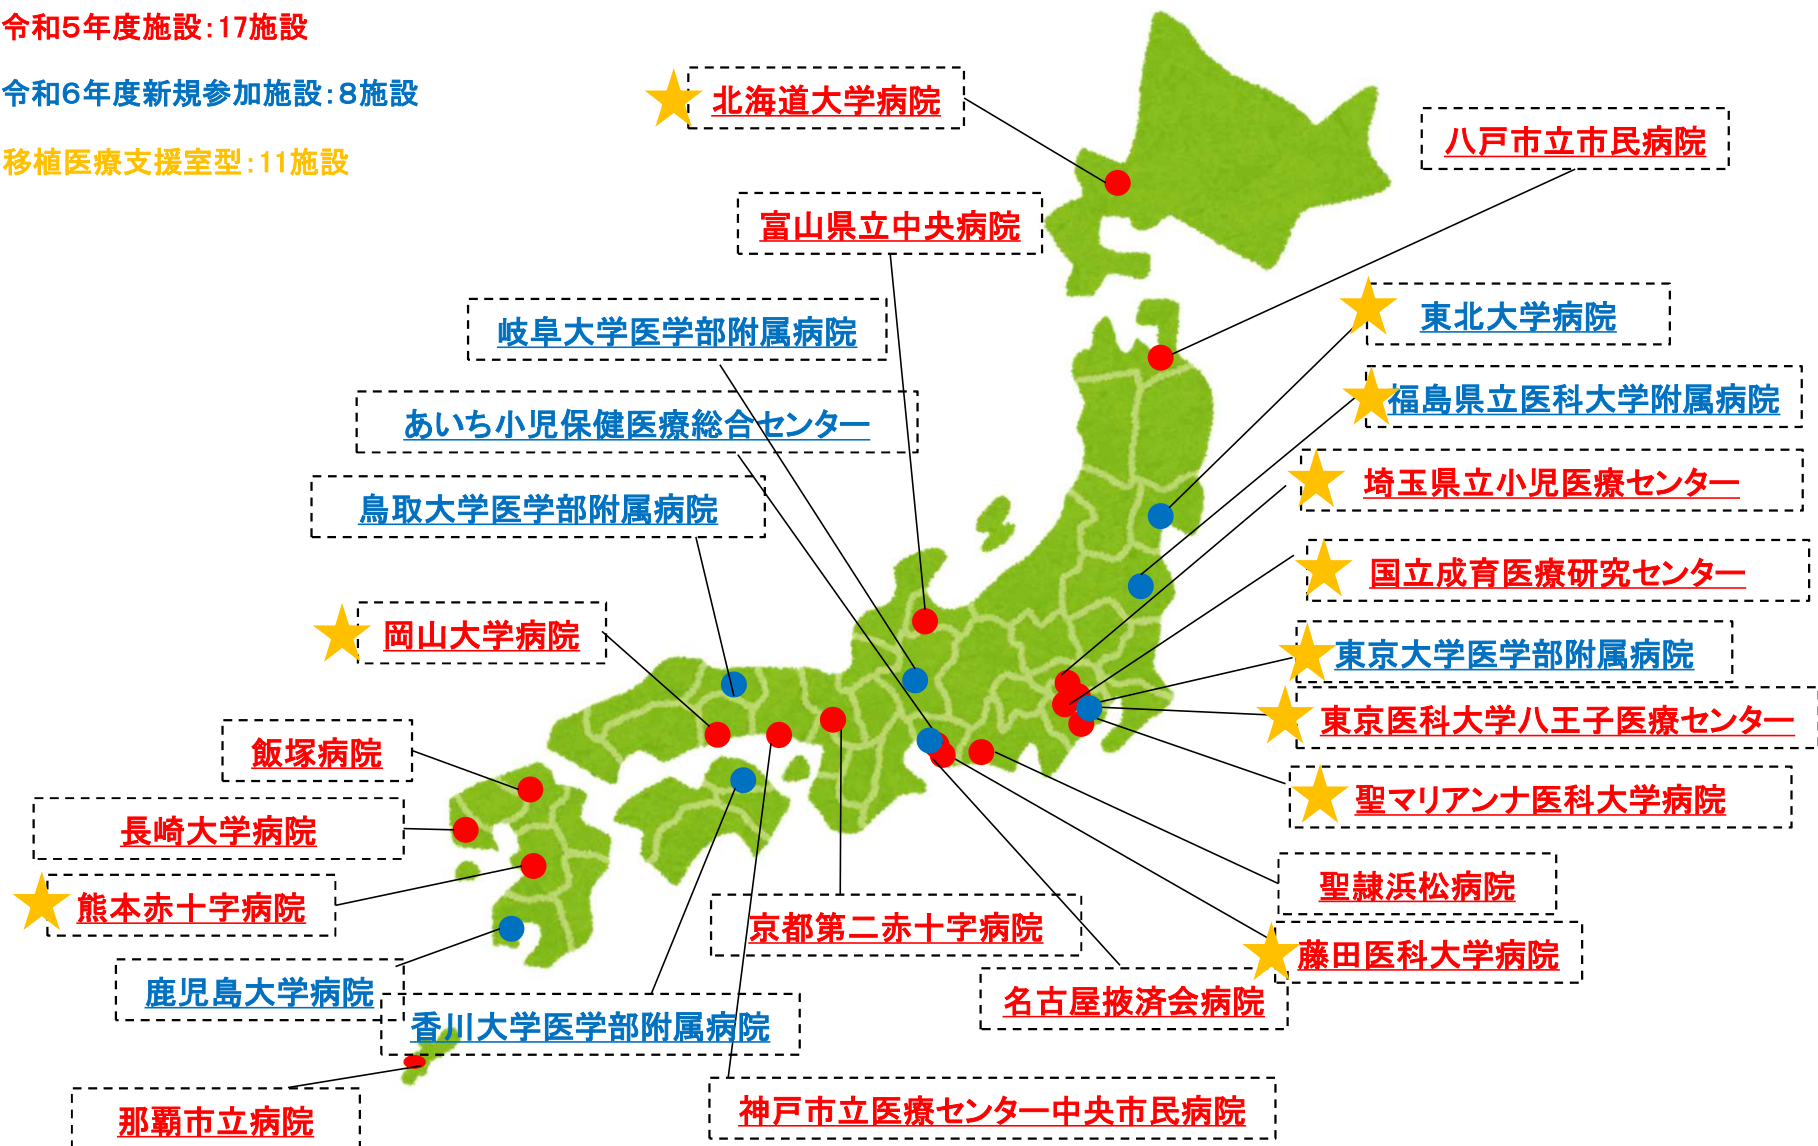 令和5年度施設：17施設
令和6年度新規参加施設：8施設
移植医療支援室型：11施設
北海道大学病院
八戸市立市民病院
富山県立中央病院
東北大学病院
岐阜大学医学部附属病院
福島県立医科大学附属病院
あいち小児保健医療総合センター
埼玉県立小児医療センター
鳥取大学医学部附属病院
国立成育医療研究センター
岡山大学病院
東京大学医学部附属病院
東京医科大学八王子医療センター
飯塚病院
聖マリアンナ医科大学病院
長崎大学病院
聖隷浜松病院
熊本赤十字病院
京都第二赤十字病院
藤田医科大学病院
鹿児島大学病院
名古屋掖済会病院
香川大学医学部附属病院
神戸市立医療センター中央市民病院
那覇市立病院